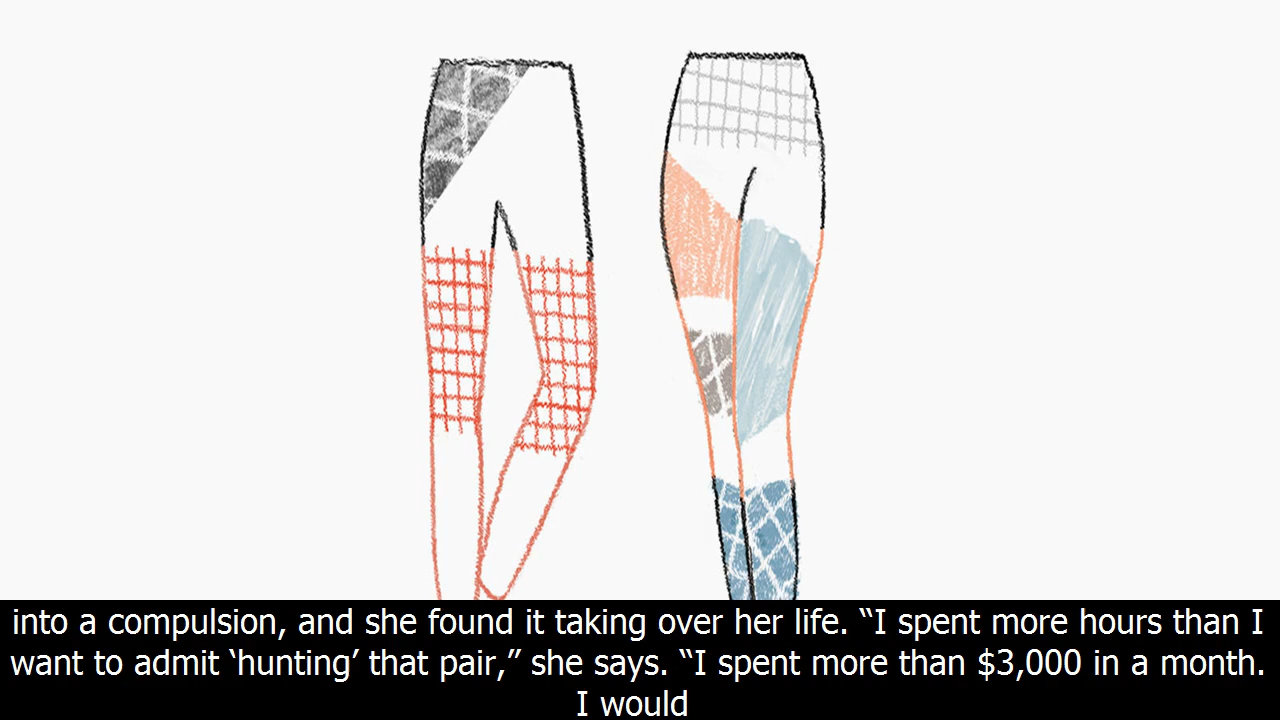 into a compulsion, and she found it taking over her life. “I spent more hours than I
want to admit ‘hunting’ that pair,” she says. “I spent more than $3,000 in a month.
I would